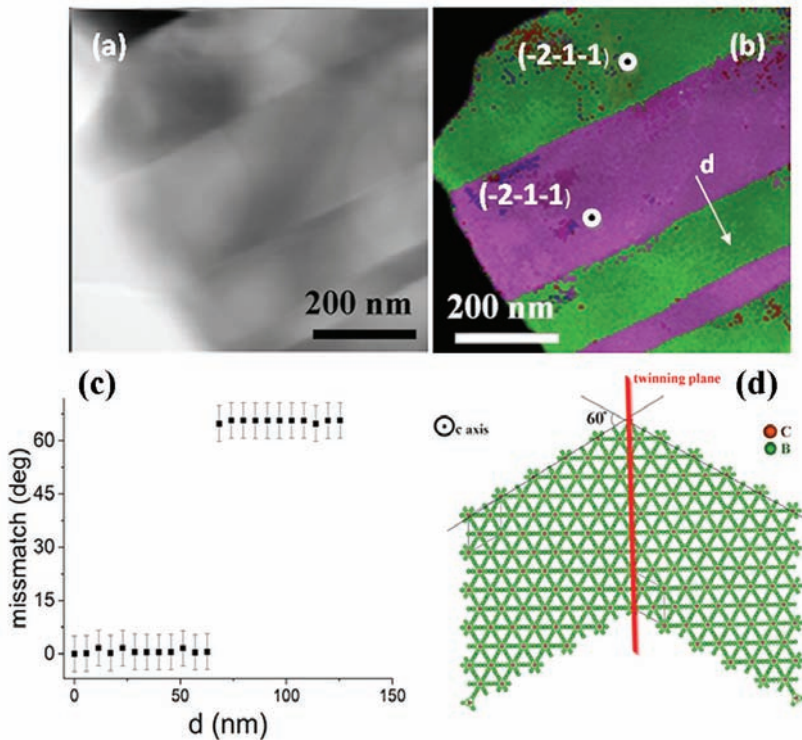 (a)
200 nm
(b)
(-2-1-1)
d
(-2-1-1)
200 nm
(c)
missmatch (deg)
60
45
30
15
0
0
50
100
150
d (nm)
(d)
twinning plane
60°
c axis
C
B